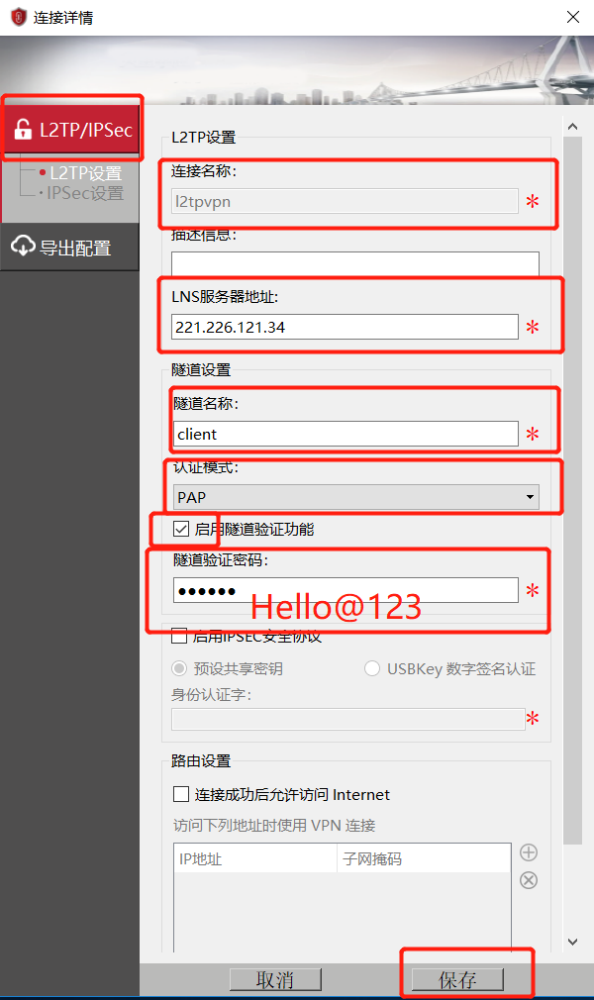 连接详情
L2TP/IPSec
L2TP设置
IPSec设置
导出配置
L2TP设置
连接名称:
l2tpvpn
*
描述信息:
LNS服务器地址:
221.226.121.34
*
隧道设置
隧道名称:
client
*
认证模式:
PAP
启用隧道验证功能
隧道验证密码:
●●●●●●
Hello@123
*
启用IPSEC安全协议
预设共享密钥 USBKey 数字签名认证
身份认证字:
*
路由设置
连接成功后允许访问 Internet
访问下列地址时使用 VPN 连接
IP地址 子网掩码
取消 保存